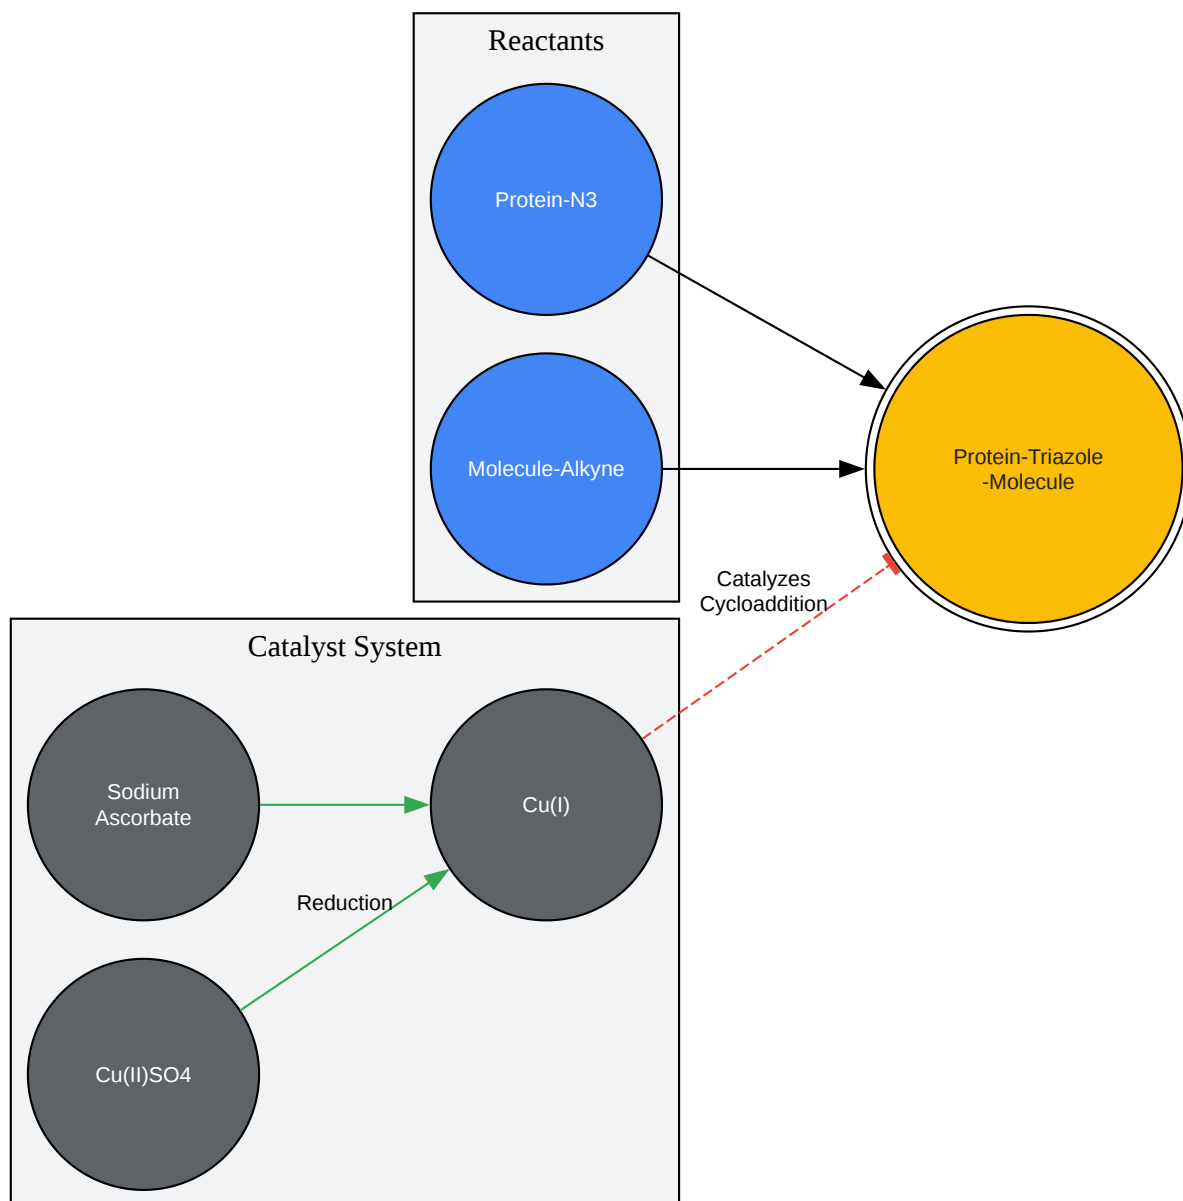 Reactants
Protein-N3
Molecule-Alkyne
Protein-Triazole
-Molecule
Catalyzes
Cycloaddition
Catalyst System
Sodium
Ascorbate
Cu(I)
Reduction
Cu(II)SO4